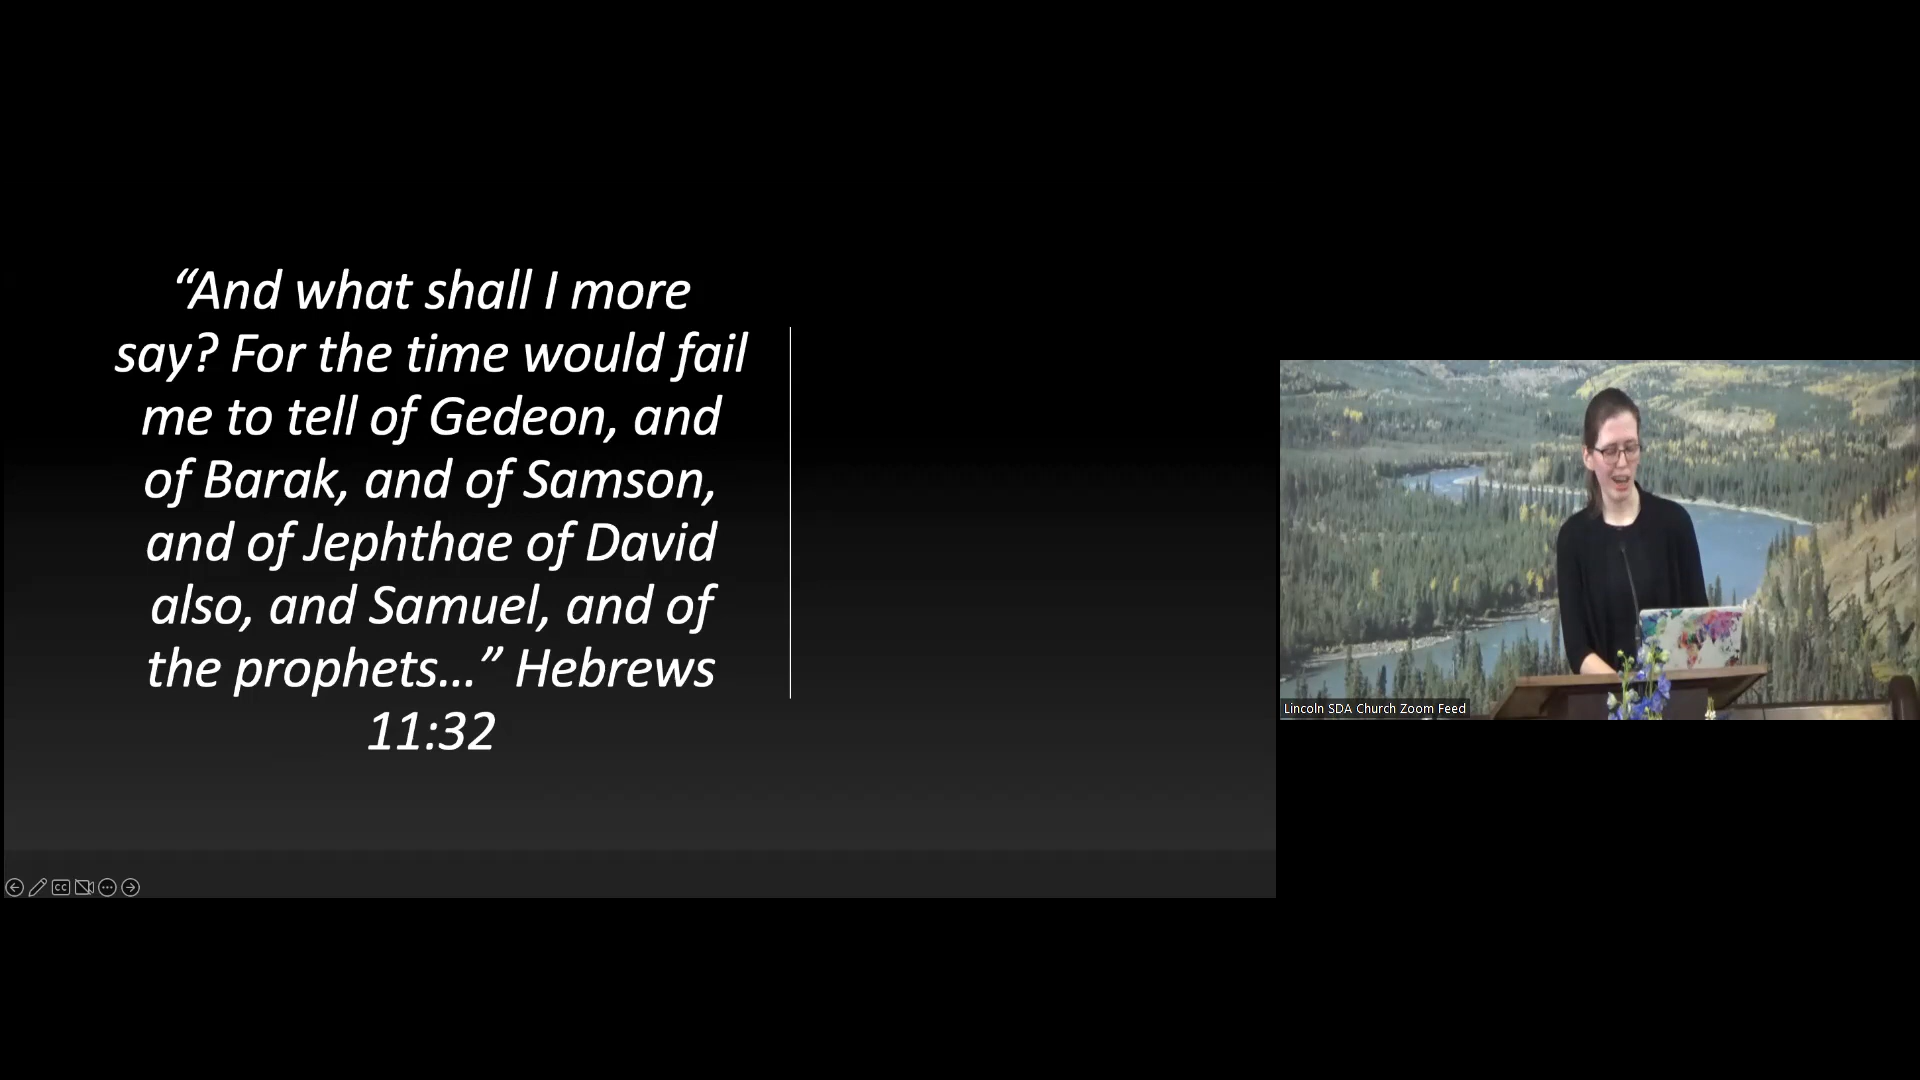 “And what shall I more
say? For the time would fail
me to tell of Gedeon, and
of Barak, and of Samson,
and of Jephthae of David
also, and Samuel, and of
the prophets…” Hebrews
11:32
Lincoln SDA Church Zoom Feed
CC